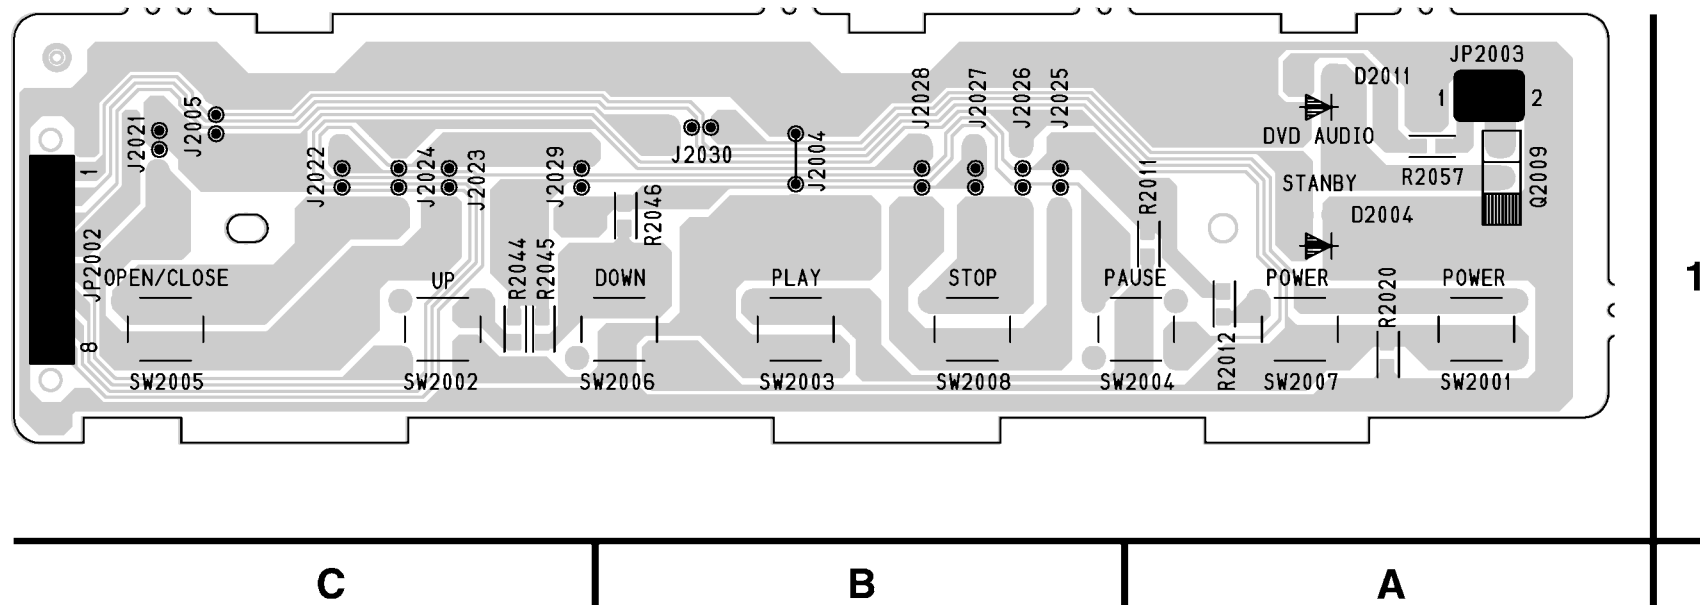 JP2003
D2011
1
2
J2028
J2027
J2026
J2025
J2005
J2021
DVD AUDIO
J2030
J2004
J2022
J2024
J2023
J2029
R2011
R2057
Q2009
1
STANBY
R2046
D2004
JP2002
R2044
R2045
OPEN/CLOSE
UP
DOWN
PLAY
STOP
PAUSE
POWER
POWER
1
R2020
8
R2012
SW2005
SW2002
SW2006
SW2003
SW2008
SW2004
SW2007
SW2001
C
B
A